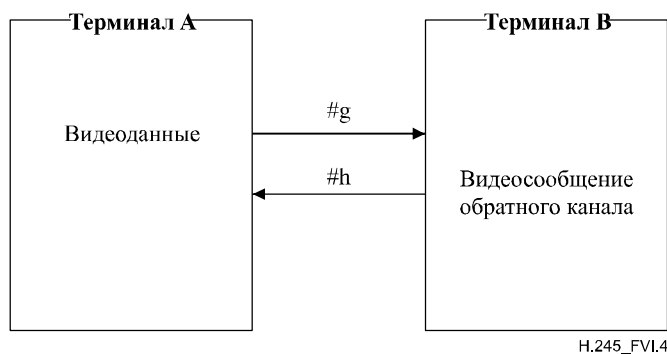 Терминал А
Терминал В
#g
Видеоданные
#h
Видеосообщение
обратного канала
H.245_FVI.4